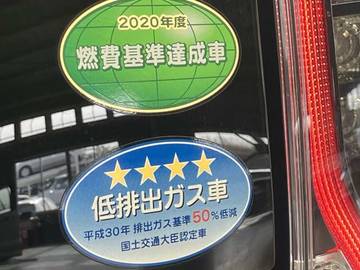 2020年度
燃費基準達成車
★★★★
低排出ガス車
平成30年 排出ガス基準50%低減
国土交通大臣認定車